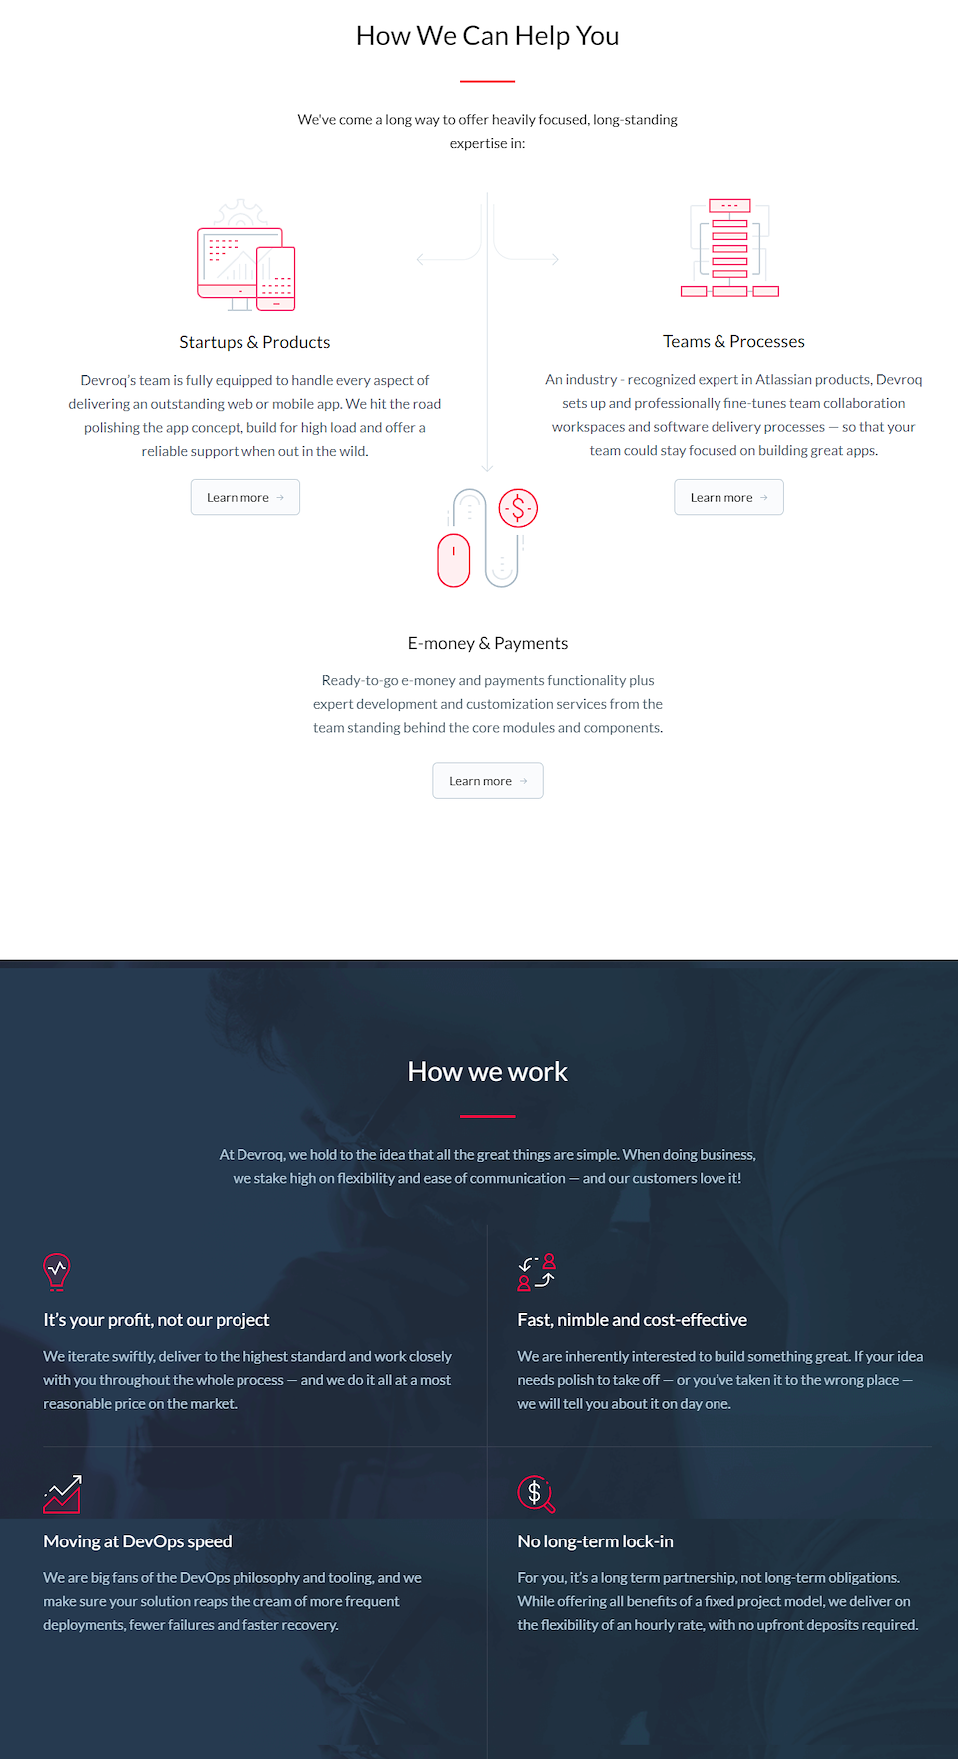 How We Can Help You
We've come a long way to offer heavily focused, long-standing
expertise in:
Startups & Products
Devroq's team is fully equipped to handle every aspect of
delivering an outstanding web or mobile app. We hit the road
polishing the app concept, build for high load and offer a
reliable support when out in the wild.
Learn more →
Teams & Processes
An industry - recognized expert in Atlassian products, Devroq
sets up and professionally fine-tunes team collaboration
workspaces and software delivery processes — so that your
team could stay focused on building great apps.
Learn more →
$
E-money & Payments
Ready-to-go e-money and payments functionality plus
expert development and customization services from the
team standing behind the core modules and components.
Learn more →
How we work
At Devroq, we hold to the idea that all the great things are simple. When doing business,
we stake high on flexibility and ease of communication — and our customers love it!
It's your profit, not our project
We iterate swiftly, deliver to the highest standard and work closely
with you throughout the whole process — and we do it all at a most
reasonable price on the market.
Fast, nimble and cost-effective
We are inherently interested to build something great. If your idea
needs polish to take off — or you've taken it to the wrong place —
we will tell you about it on day one.
Moving at DevOps speed
We are big fans of the DevOps philosophy and tooling, and we
make sure your solution reaps the cream of more frequent
deployments, fewer failures and faster recovery.
$
No long-term lock-in
For you, it's a long term partnership, not long-term obligations.
While offering all benefits of a fixed project model, we deliver on
the flexibility of an hourly rate, with no upfront deposits required.